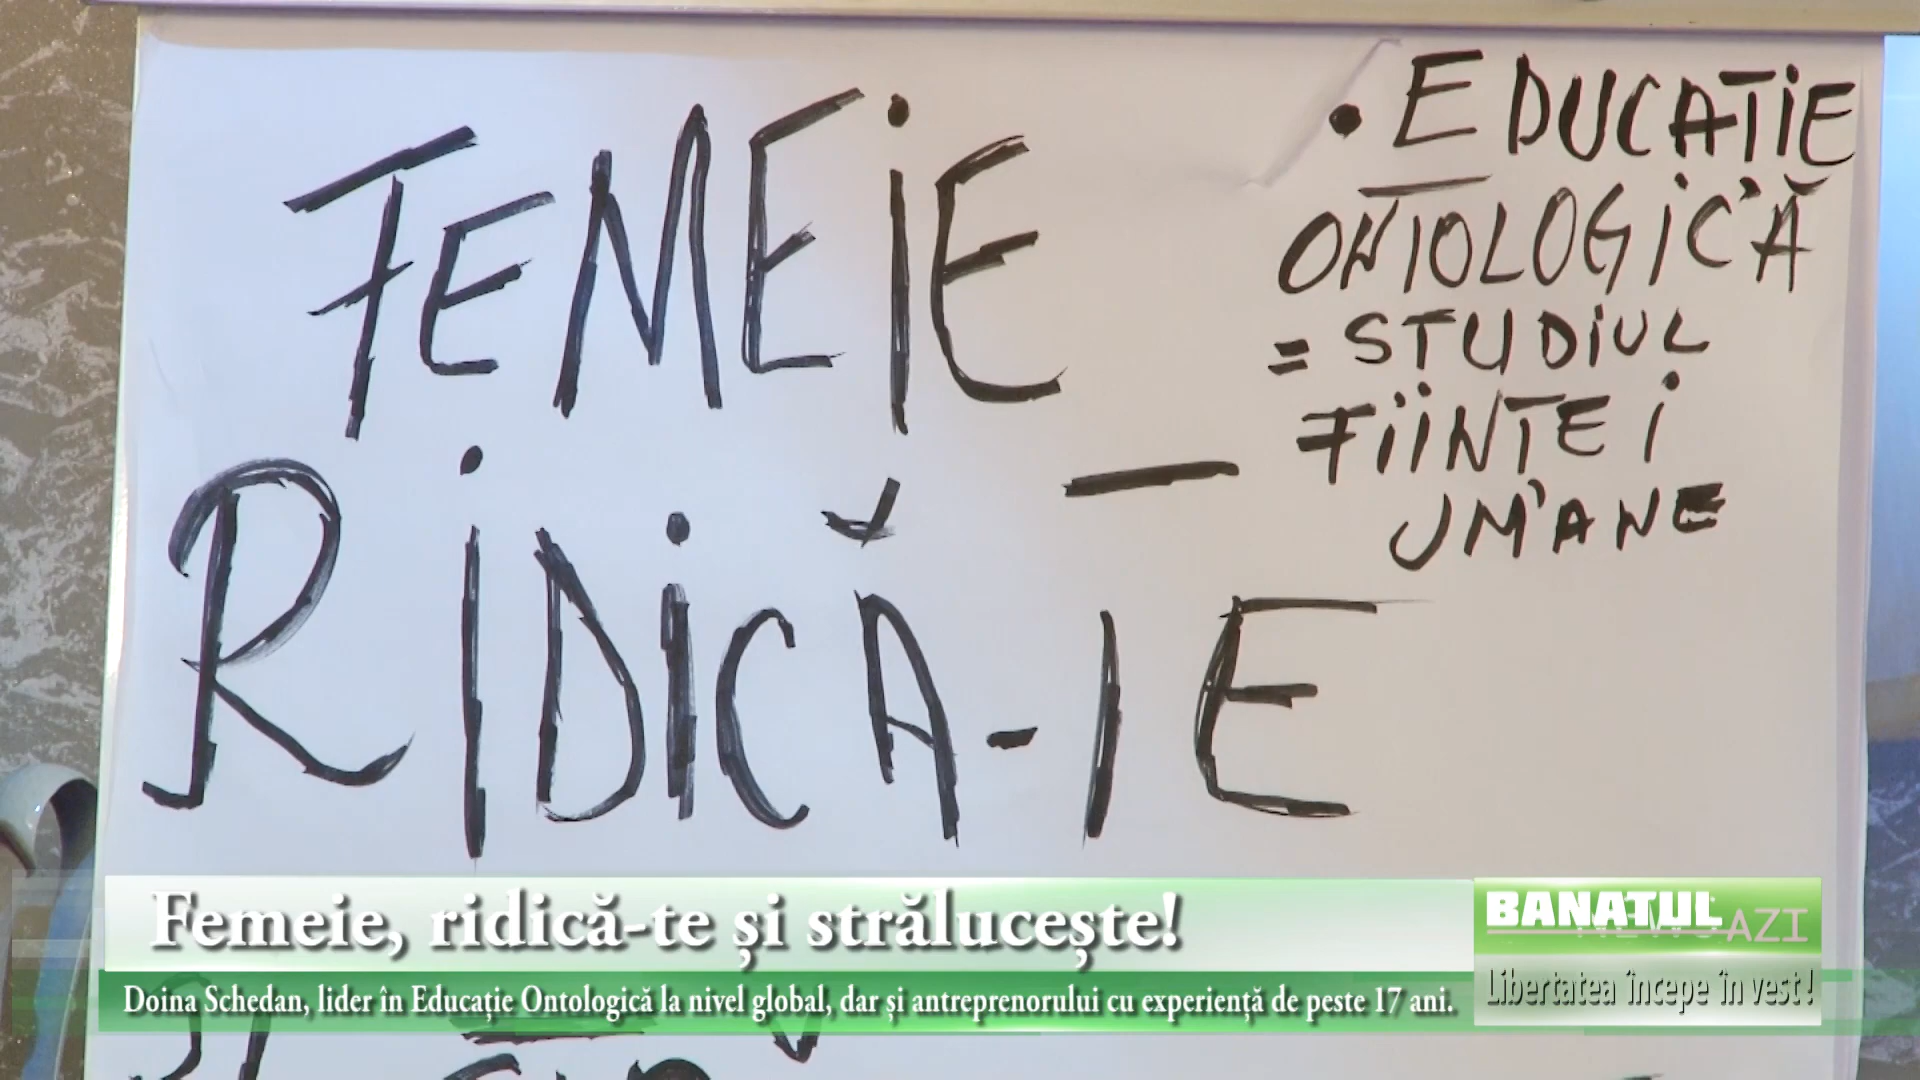 FEMEIE
RIDICĂ-TE
• EDUCAȚIE
ONTOLOGICĂ
= STUDIUL
FIINTEI
UMANE
Femeie, ridică-te și strălucește!
Doina Schedan, lider în Educație Ontologică la nivel global, dar și antreprenorului cu experiență de peste 17 ani.
BANATUL
AZI
Libertatea începe în vest!